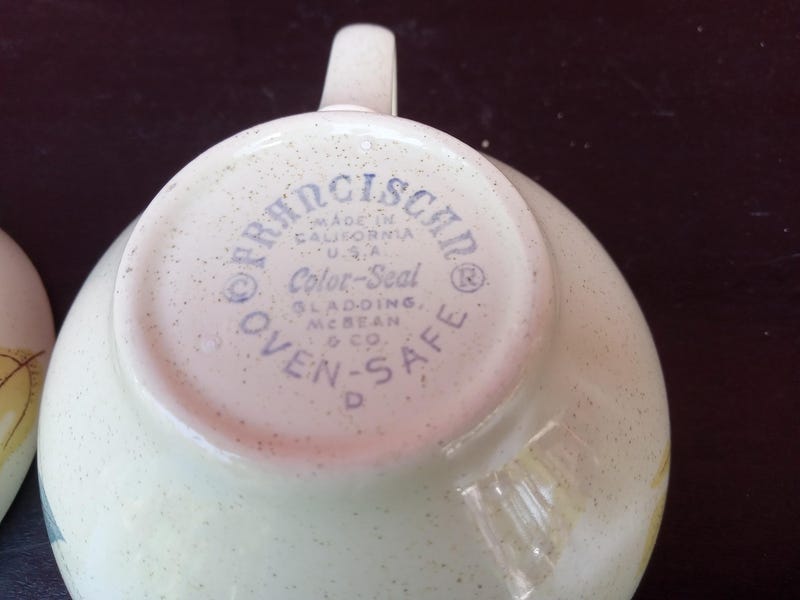 FRANCISCAN
MADE IN
CALIFORNIA
U.S.A.
Color-Seal
© ®
GLADDING,
McBEAN
& CO.
OVEN-SAFE
D